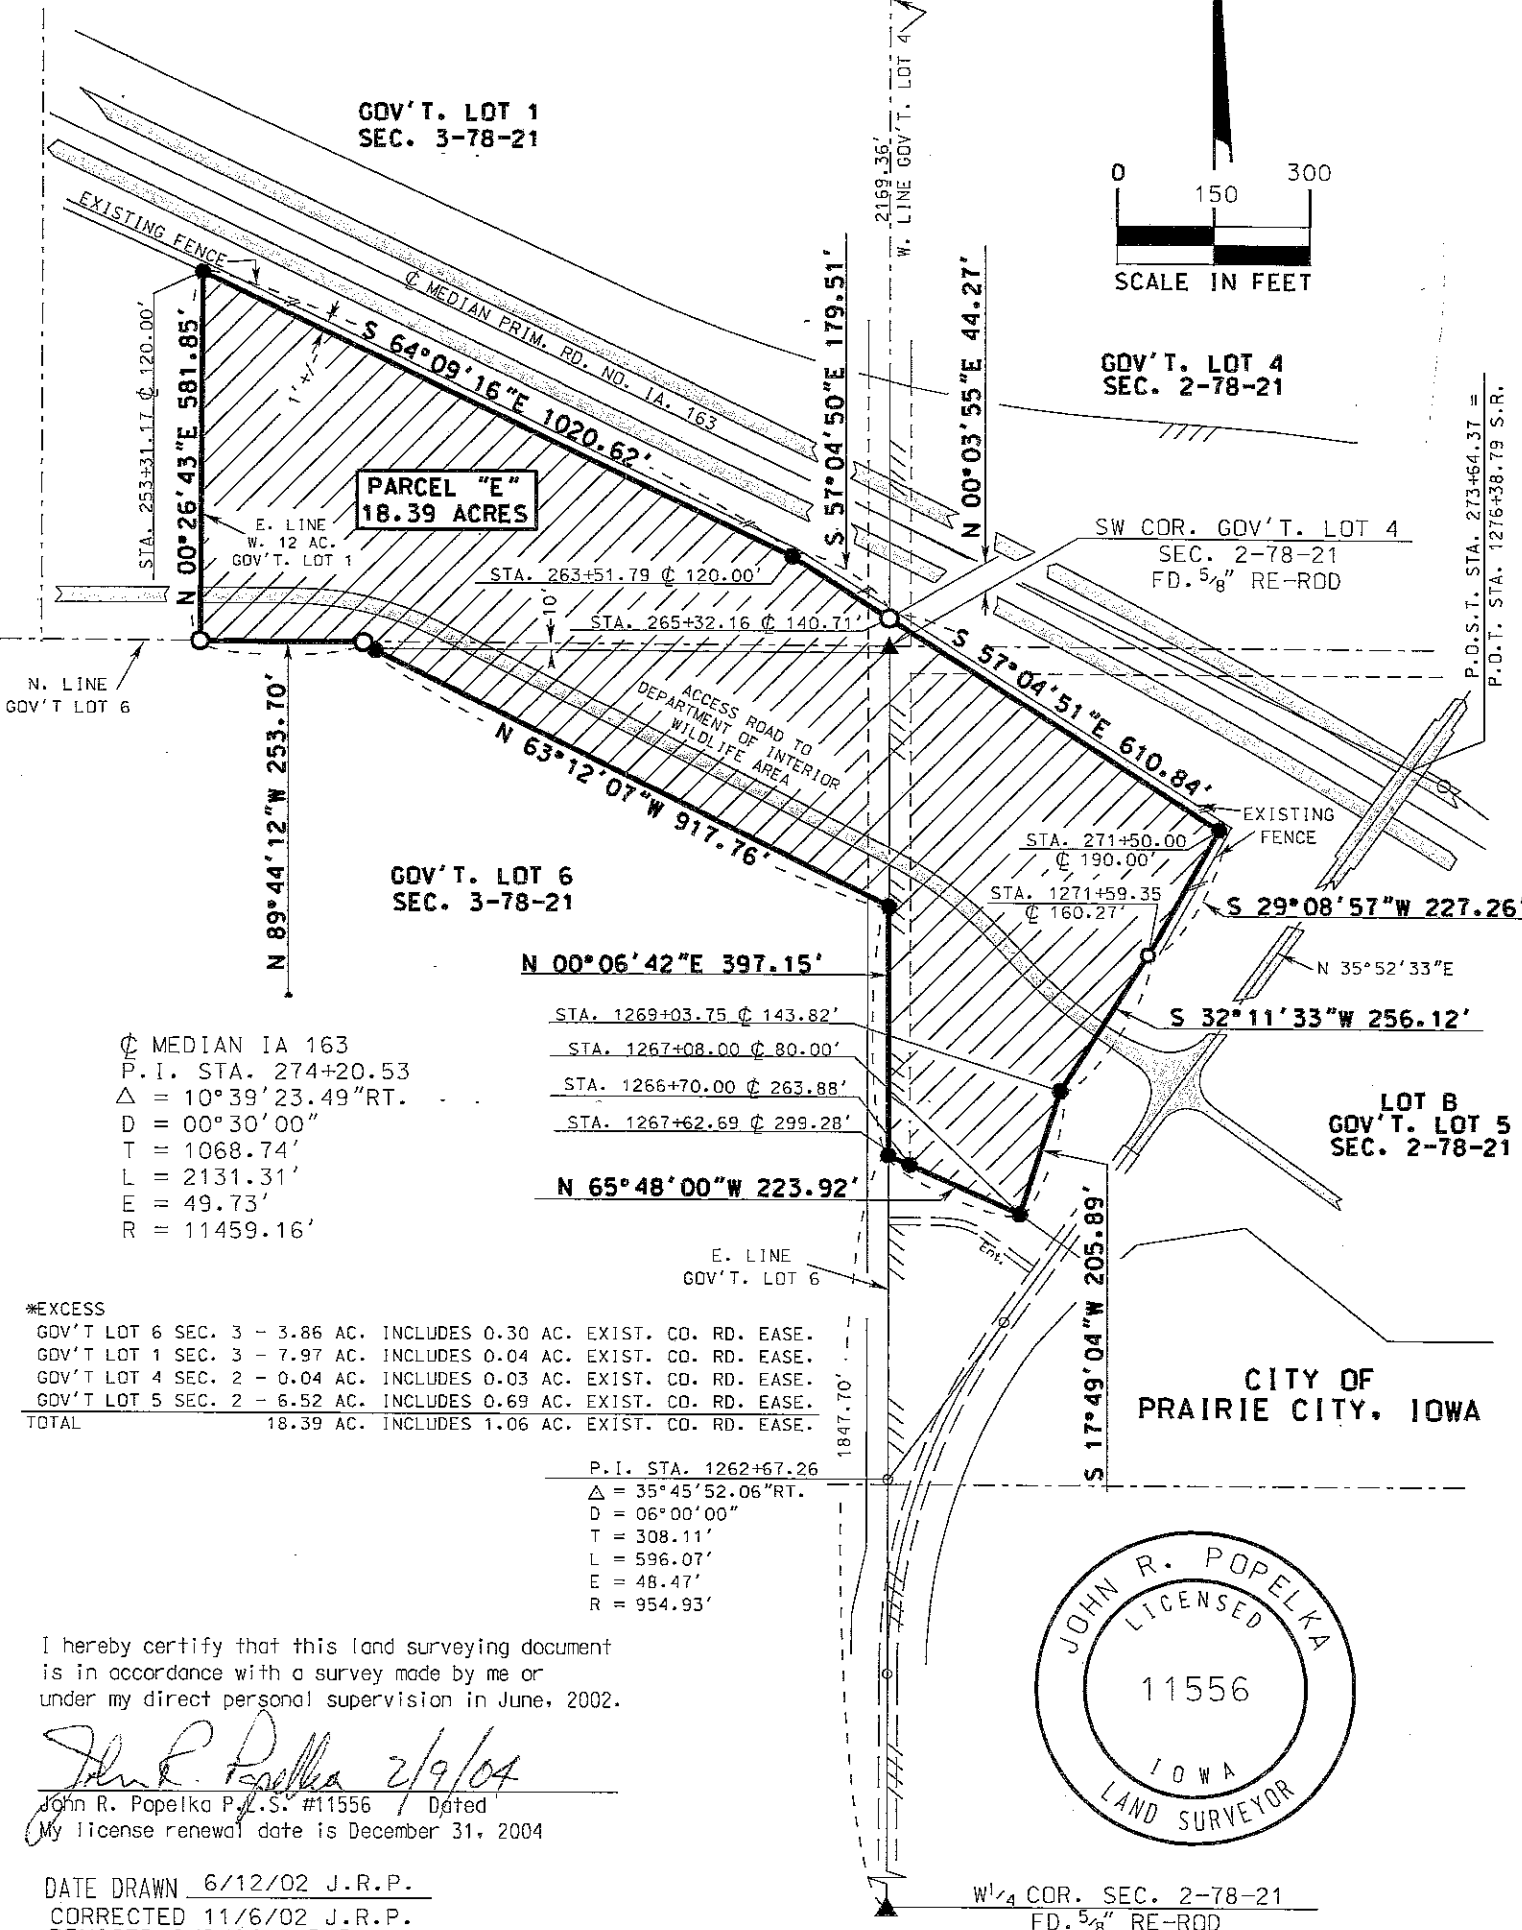 GOV'T. LOT 1
SEC. 3-78-21
2169.36'
W. LINE GOV'T. LOT 4
0 300
150
SCALE IN FEET
EXISTING FENCE
℄ MEDIAN PRIM. RD. NO. IA. 163
STA. 253+31.17 ℄ 120.00'
N 00°26'43"E 581.85'
1'+/-
S 64°09'16"E 1020.62'
S 57°04'50"E 179.51'
N 00°03'55"E 44.27'
GOV'T. LOT 4
SEC. 2-78-21
P.O.S.T. STA. 273+64.37 =
P.O.T. STA. 1276+38.79 S.R.
PARCEL "E"
18.39 ACRES
E. LINE
W. 12 AC.
GOV'T. LOT 1
SW COR. GOV'T. LOT 4
SEC. 2-78-21
FD. 5/8" RE-ROD
STA. 263+51.79 ℄ 120.00'
10'
STA. 265+32.16 ℄ 140.71'
N. LINE
GOV'T LOT 6
N 89°44'12"W 253.70'
ACCESS ROAD TO
DEPARTMENT OF INTERIOR
WILDLIFE AREA
S 57°04'51"E 610.84'
N 63°12'07"W 917.76'
EXISTING
FENCE
STA. 271+50.00
℄ 190.00'
GOV'T. LOT 6
SEC. 3-78-21
STA. 1271+59.35
℄ 160.27'
S 29°08'57"W 227.26'
N 00°06'42"E 397.15'
N 35°52'33"E
STA. 1269+03.75 ℄ 143.82'
S 32°11'33"W 256.12'
STA. 1267+08.00 ℄ 80.00'
STA. 1266+70.00 ℄ 263.88'
STA. 1267+62.69 ℄ 299.28'
N 65°48'00"W 223.92'
℄ MEDIAN IA 163
P.I. STA. 274+20.53
△ = 10°39'23.49"RT.
D = 00°30'00"
T = 1068.74'
L = 2131.31'
E = 49.73'
R = 11459.16'
LOT B
GOV'T. LOT 5
SEC. 2-78-21
S 17°49'04"W 205.89'
Ent.
E. LINE
GOV'T. LOT 6
*EXCESS
GOV'T LOT 6 SEC. 3 - 3.86 AC. INCLUDES 0.30 AC. EXIST. CO. RD. EASE.
GOV'T LOT 1 SEC. 3 - 7.97 AC. INCLUDES 0.04 AC. EXIST. CO. RD. EASE.
GOV'T LOT 4 SEC. 2 - 0.04 AC. INCLUDES 0.03 AC. EXIST. CO. RD. EASE.
GOV'T LOT 5 SEC. 2 - 6.52 AC. INCLUDES 0.69 AC. EXIST. CO. RD. EASE.
TOTAL 18.39 AC. INCLUDES 1.06 AC. EXIST. CO. RD. EASE.
1847.70'
CITY OF
PRAIRIE CITY, IOWA
P.I. STA. 1262+67.26
△ = 35°45'52.06"RT.
D = 06°00'00"
T = 308.11'
L = 596.07'
E = 48.47'
R = 954.93'
JOHN R. POPELKA
LICENSED
11556
IOWA
LAND SURVEYOR
I hereby certify that this land surveying document
is in accordance with a survey made by me or
under my direct personal supervision in June, 2002.
John R. Popelka 2/9/04
John R. Popelka P.L.S. #11556 / Dated
My license renewal date is December 31, 2004
DATE DRAWN 6/12/02 J.R.P.
CORRECTED 11/6/02 J.R.P.
W1/4 COR. SEC. 2-78-21
FD. 5/8" RE-ROD